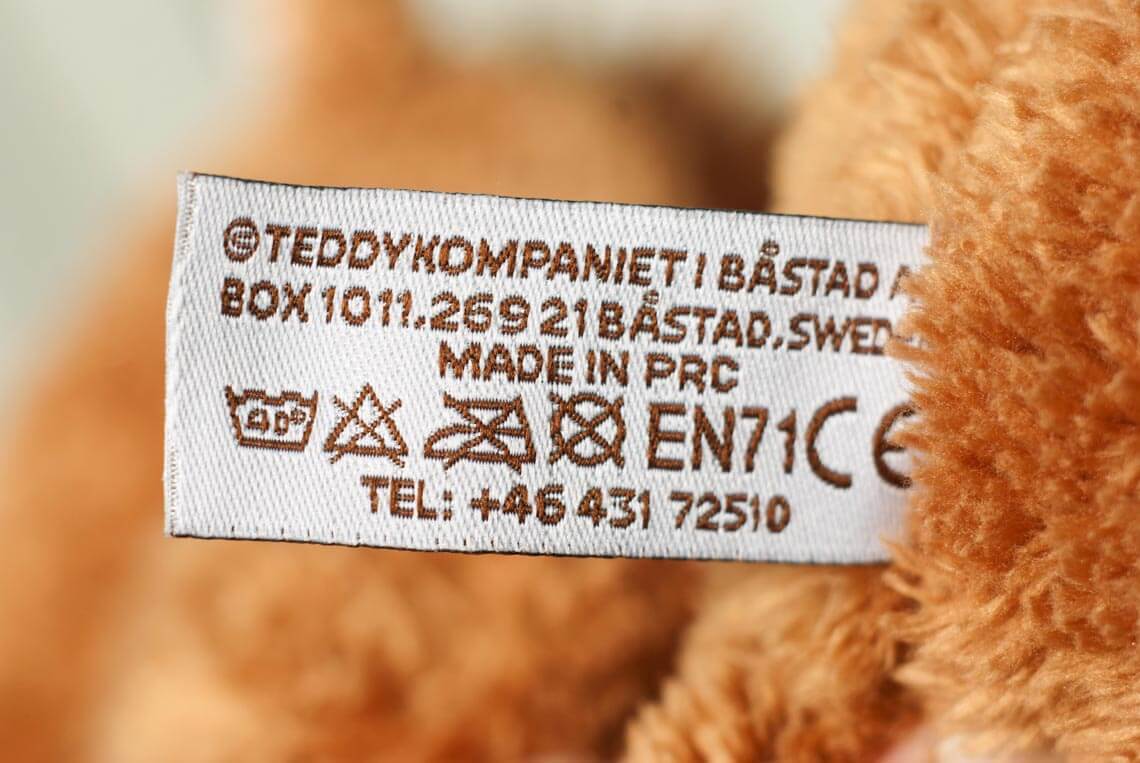 ©TEDDYKOMPANIET I BÅSTAD A
BOX 1011.269 21 BÅSTAD,SWED
MADE IN PRC
40° EN71 CE
TEL: +46 431 72510